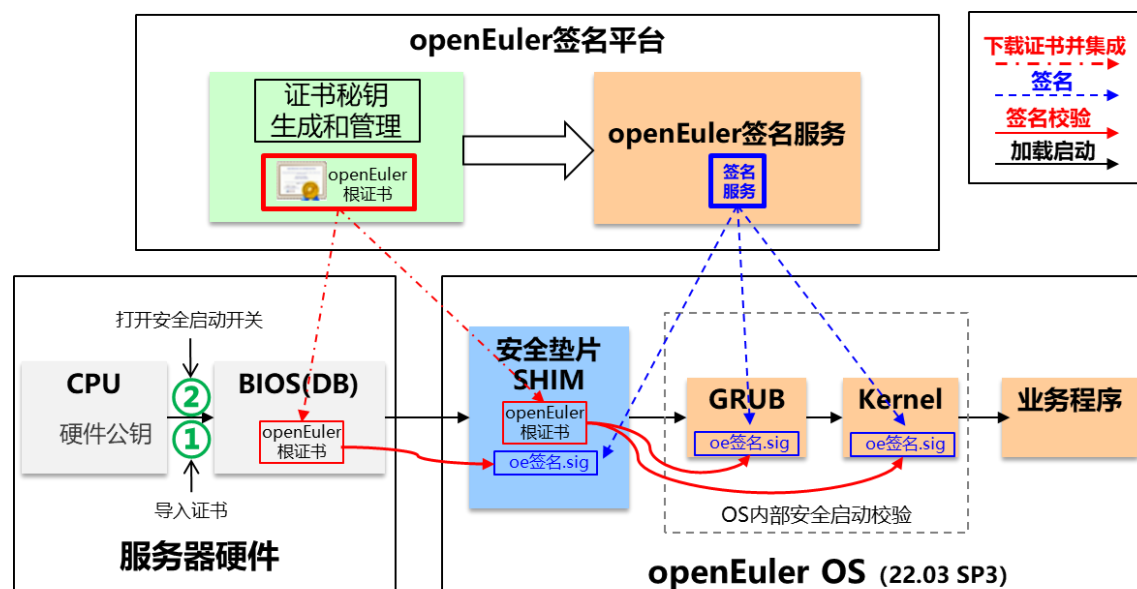 openEuler签名平台
证书秘钥
生成和管理
openEuler
根证书
openEuler签名服务
签名
服务
下载证书并集成
签名
签名校验
加载启动
打开安全启动开关
CPU
硬件公钥
2
1
导入证书
BIOS(DB)
openEuler
根证书
服务器硬件
安全垫片
SHIM
openEuler
根证书
oe签名.sig
GRUB
oe签名.sig
Kernel
oe签名.sig
业务程序
OS内部安全启动校验
openEuler OS (22.03 SP3)